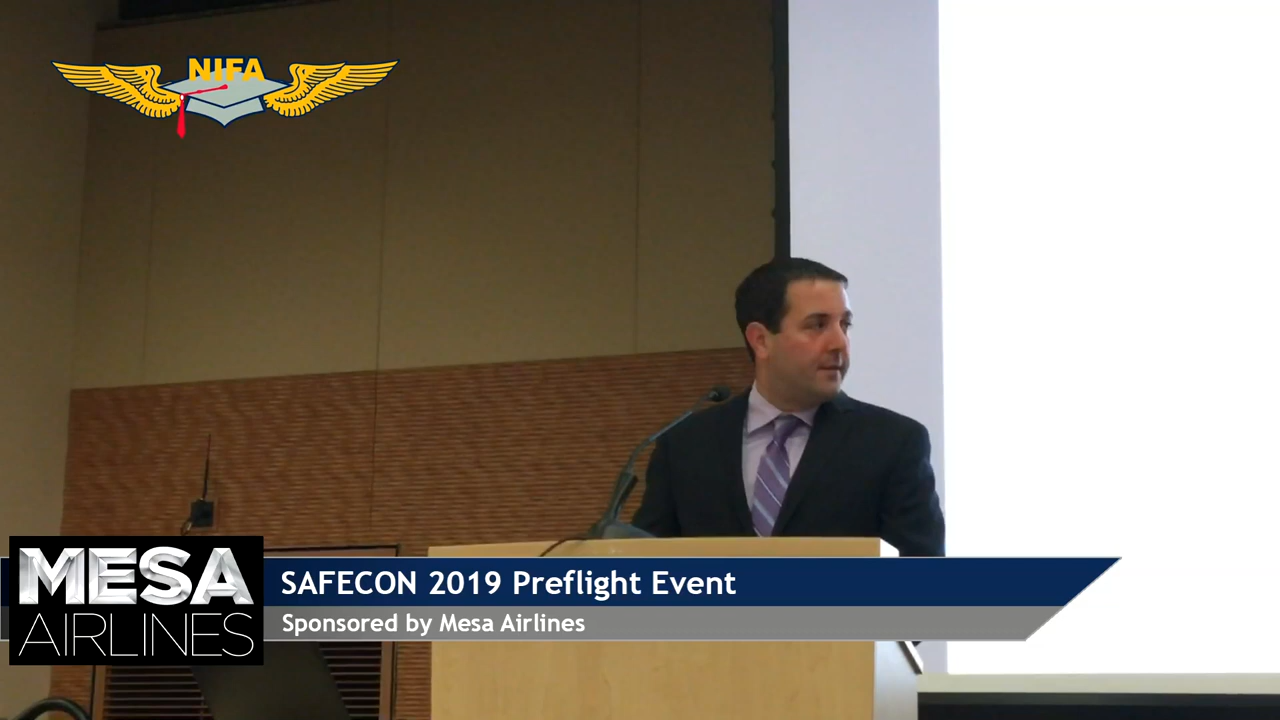 NIFA
MESA
AIRLINES
SAFECON 2019 Preflight Event
Sponsored by Mesa Airlines